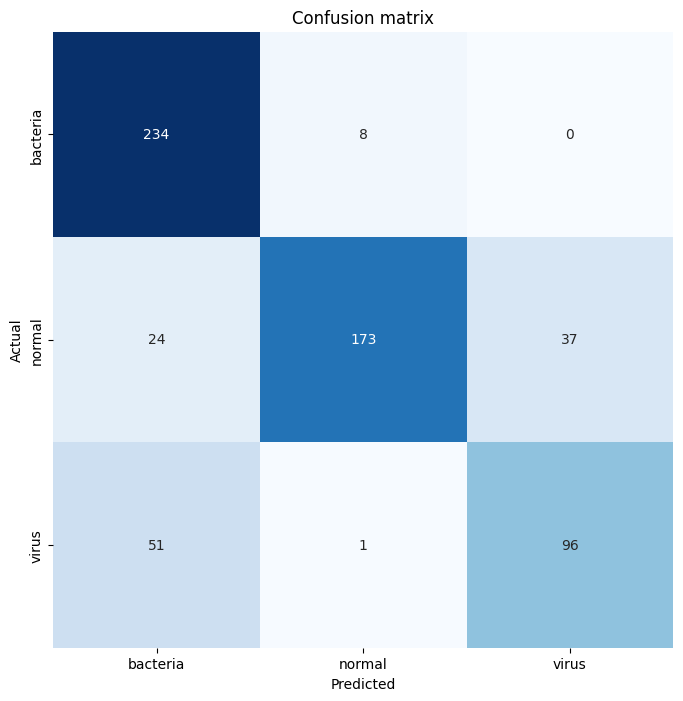 Confusion matrix
Actual
bacteria
234 8 0
normal
24 173 37
virus
51 1 96
bacteria normal virus
Predicted